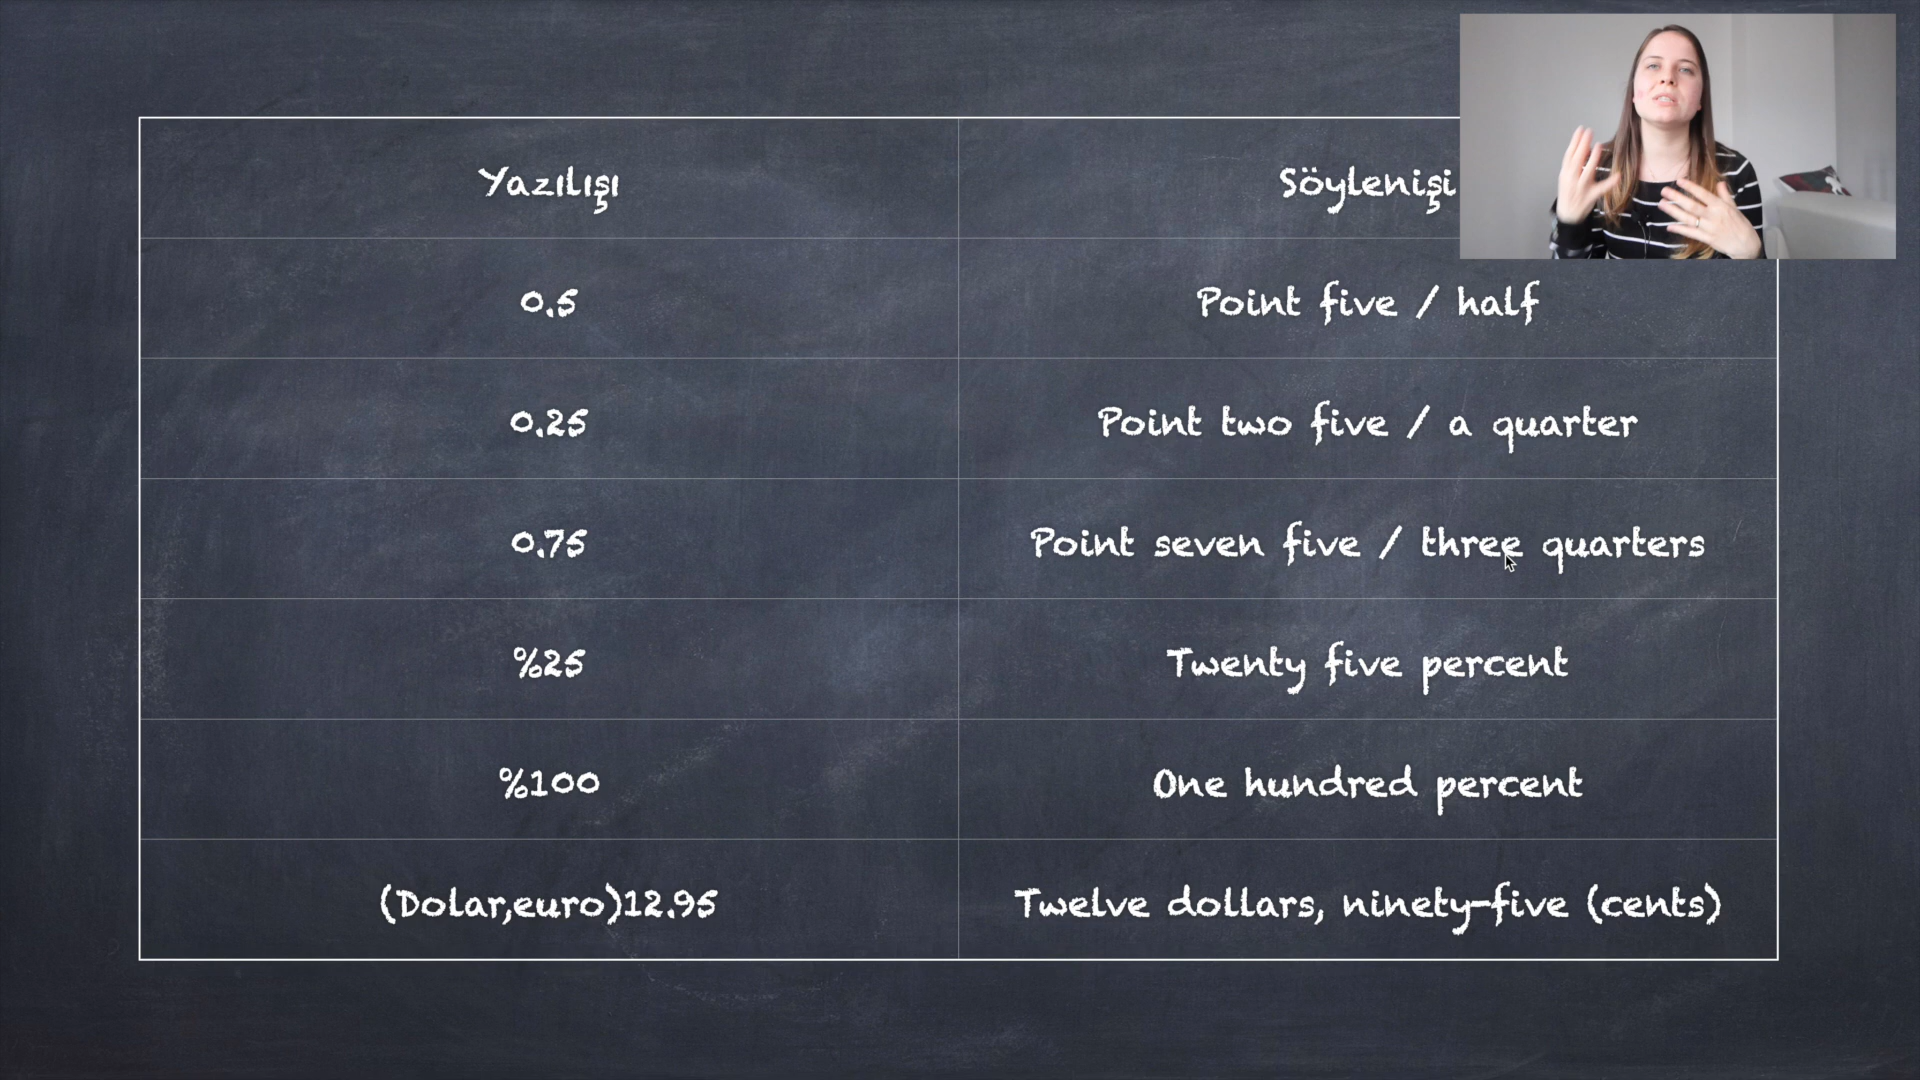 Yazılışı
Söylenişi
0.5
Point five / half
0.25
Point two five / a quarter
0.75
Point seven five / three quarters
%25
Twenty five percent
%100
One hundred percent
(Dolar,euro)12.95
Twelve dollars, ninety-five (cents)